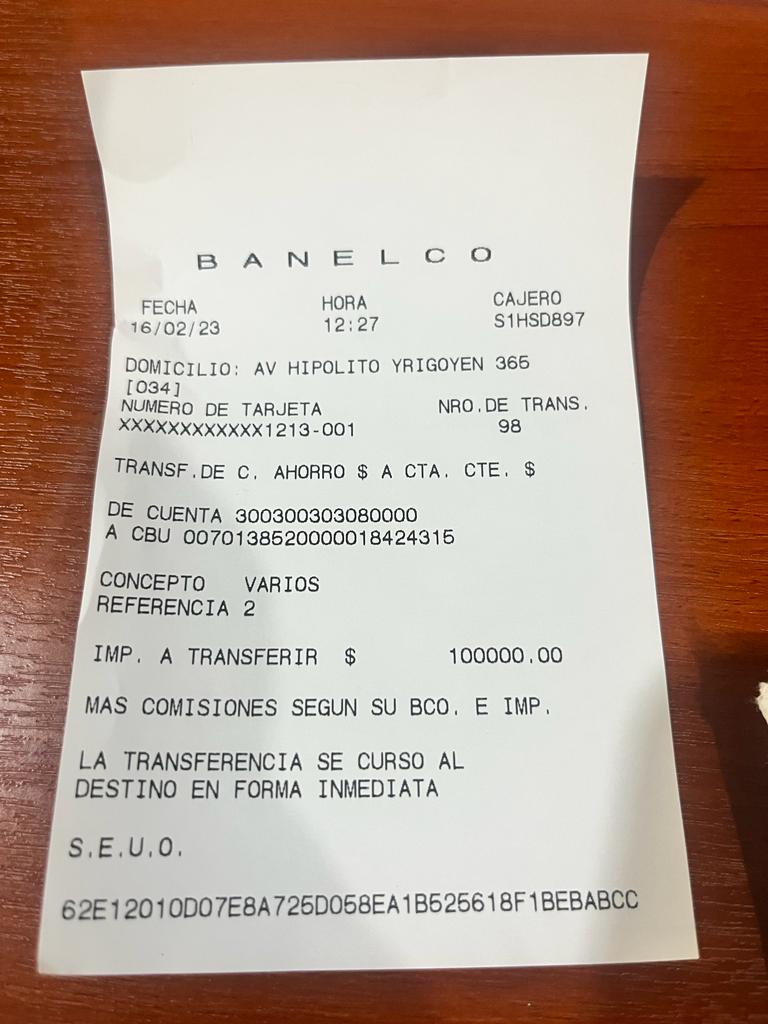 BANELCO
FECHA HORA CAJERO
16/02/23 12:27 S1HSD897
DOMICILIO: AV HIPOLITO YRIGOYEN 365
[034]
NUMERO DE TARJETA NRO.DE TRANS.
XXXXXXXXXXXX1213-001 98
TRANSF.DE C. AHORRO $ A CTA. CTE. $
DE CUENTA 300300303080000
A CBU 0070138520000018424315
CONCEPTO VARIOS
REFERENCIA 2
IMP. A TRANSFERIR $ 100000.00
MAS COMISIONES SEGUN SU BCO. E IMP.
LA TRANSFERENCIA SE CURSO AL
DESTINO EN FORMA INMEDIATA
S.E.U.O.
62E12010D07E8A725D058EA1B525618F1BEBABCC